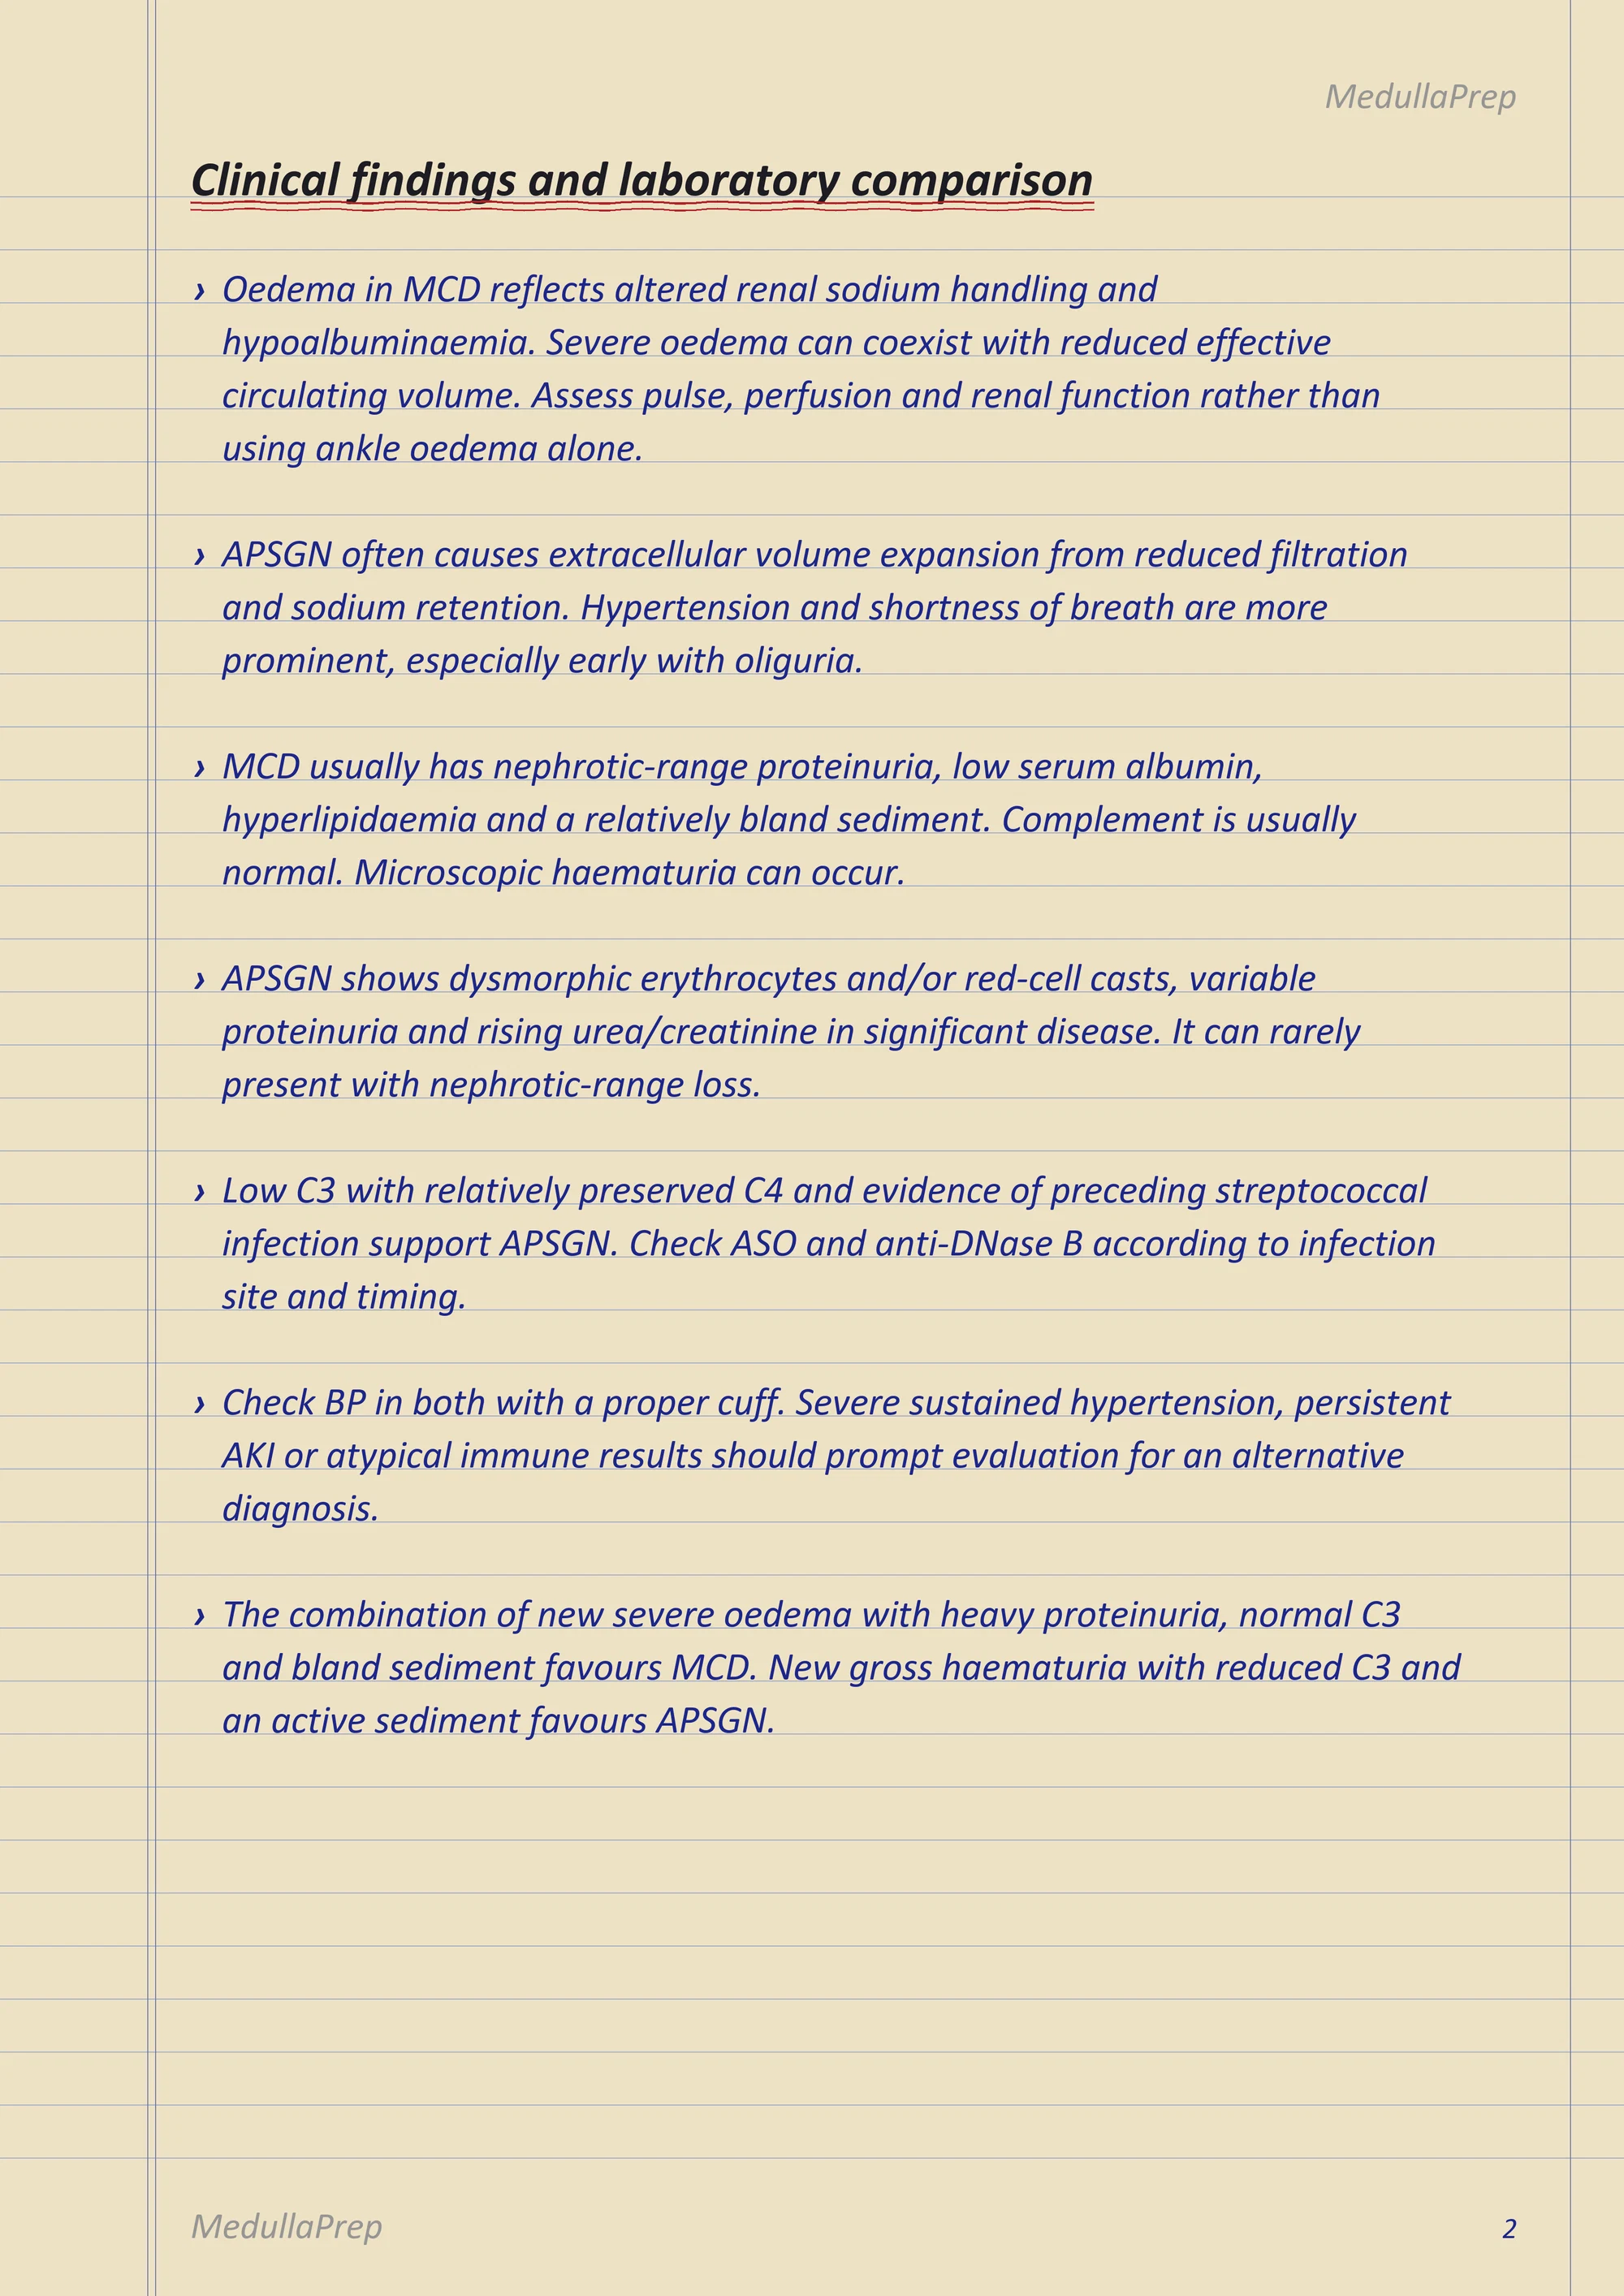 MedullaPrep
Clinical findings and laboratory comparison
› Oedema in MCD reflects altered renal sodium handling and
hypoalbuminaemia. Severe oedema can coexist with reduced effective
circulating volume. Assess pulse, perfusion and renal function rather than
using ankle oedema alone.
› APSGN often causes extracellular volume expansion from reduced filtration
and sodium retention. Hypertension and shortness of breath are more
prominent, especially early with oliguria.
› MCD usually has nephrotic-range proteinuria, low serum albumin,
hyperlipidaemia and a relatively bland sediment. Complement is usually
normal. Microscopic haematuria can occur.
› APSGN shows dysmorphic erythrocytes and/or red-cell casts, variable
proteinuria and rising urea/creatinine in significant disease. It can rarely
present with nephrotic-range loss.
› Low C3 with relatively preserved C4 and evidence of preceding streptococcal
infection support APSGN. Check ASO and anti-DNase B according to infection
site and timing.
› Check BP in both with a proper cuff. Severe sustained hypertension, persistent
AKI or atypical immune results should prompt evaluation for an alternative
diagnosis.
› The combination of new severe oedema with heavy proteinuria, normal C3
and bland sediment favours MCD. New gross haematuria with reduced C3 and
an active sediment favours APSGN.
MedullaPrep
2